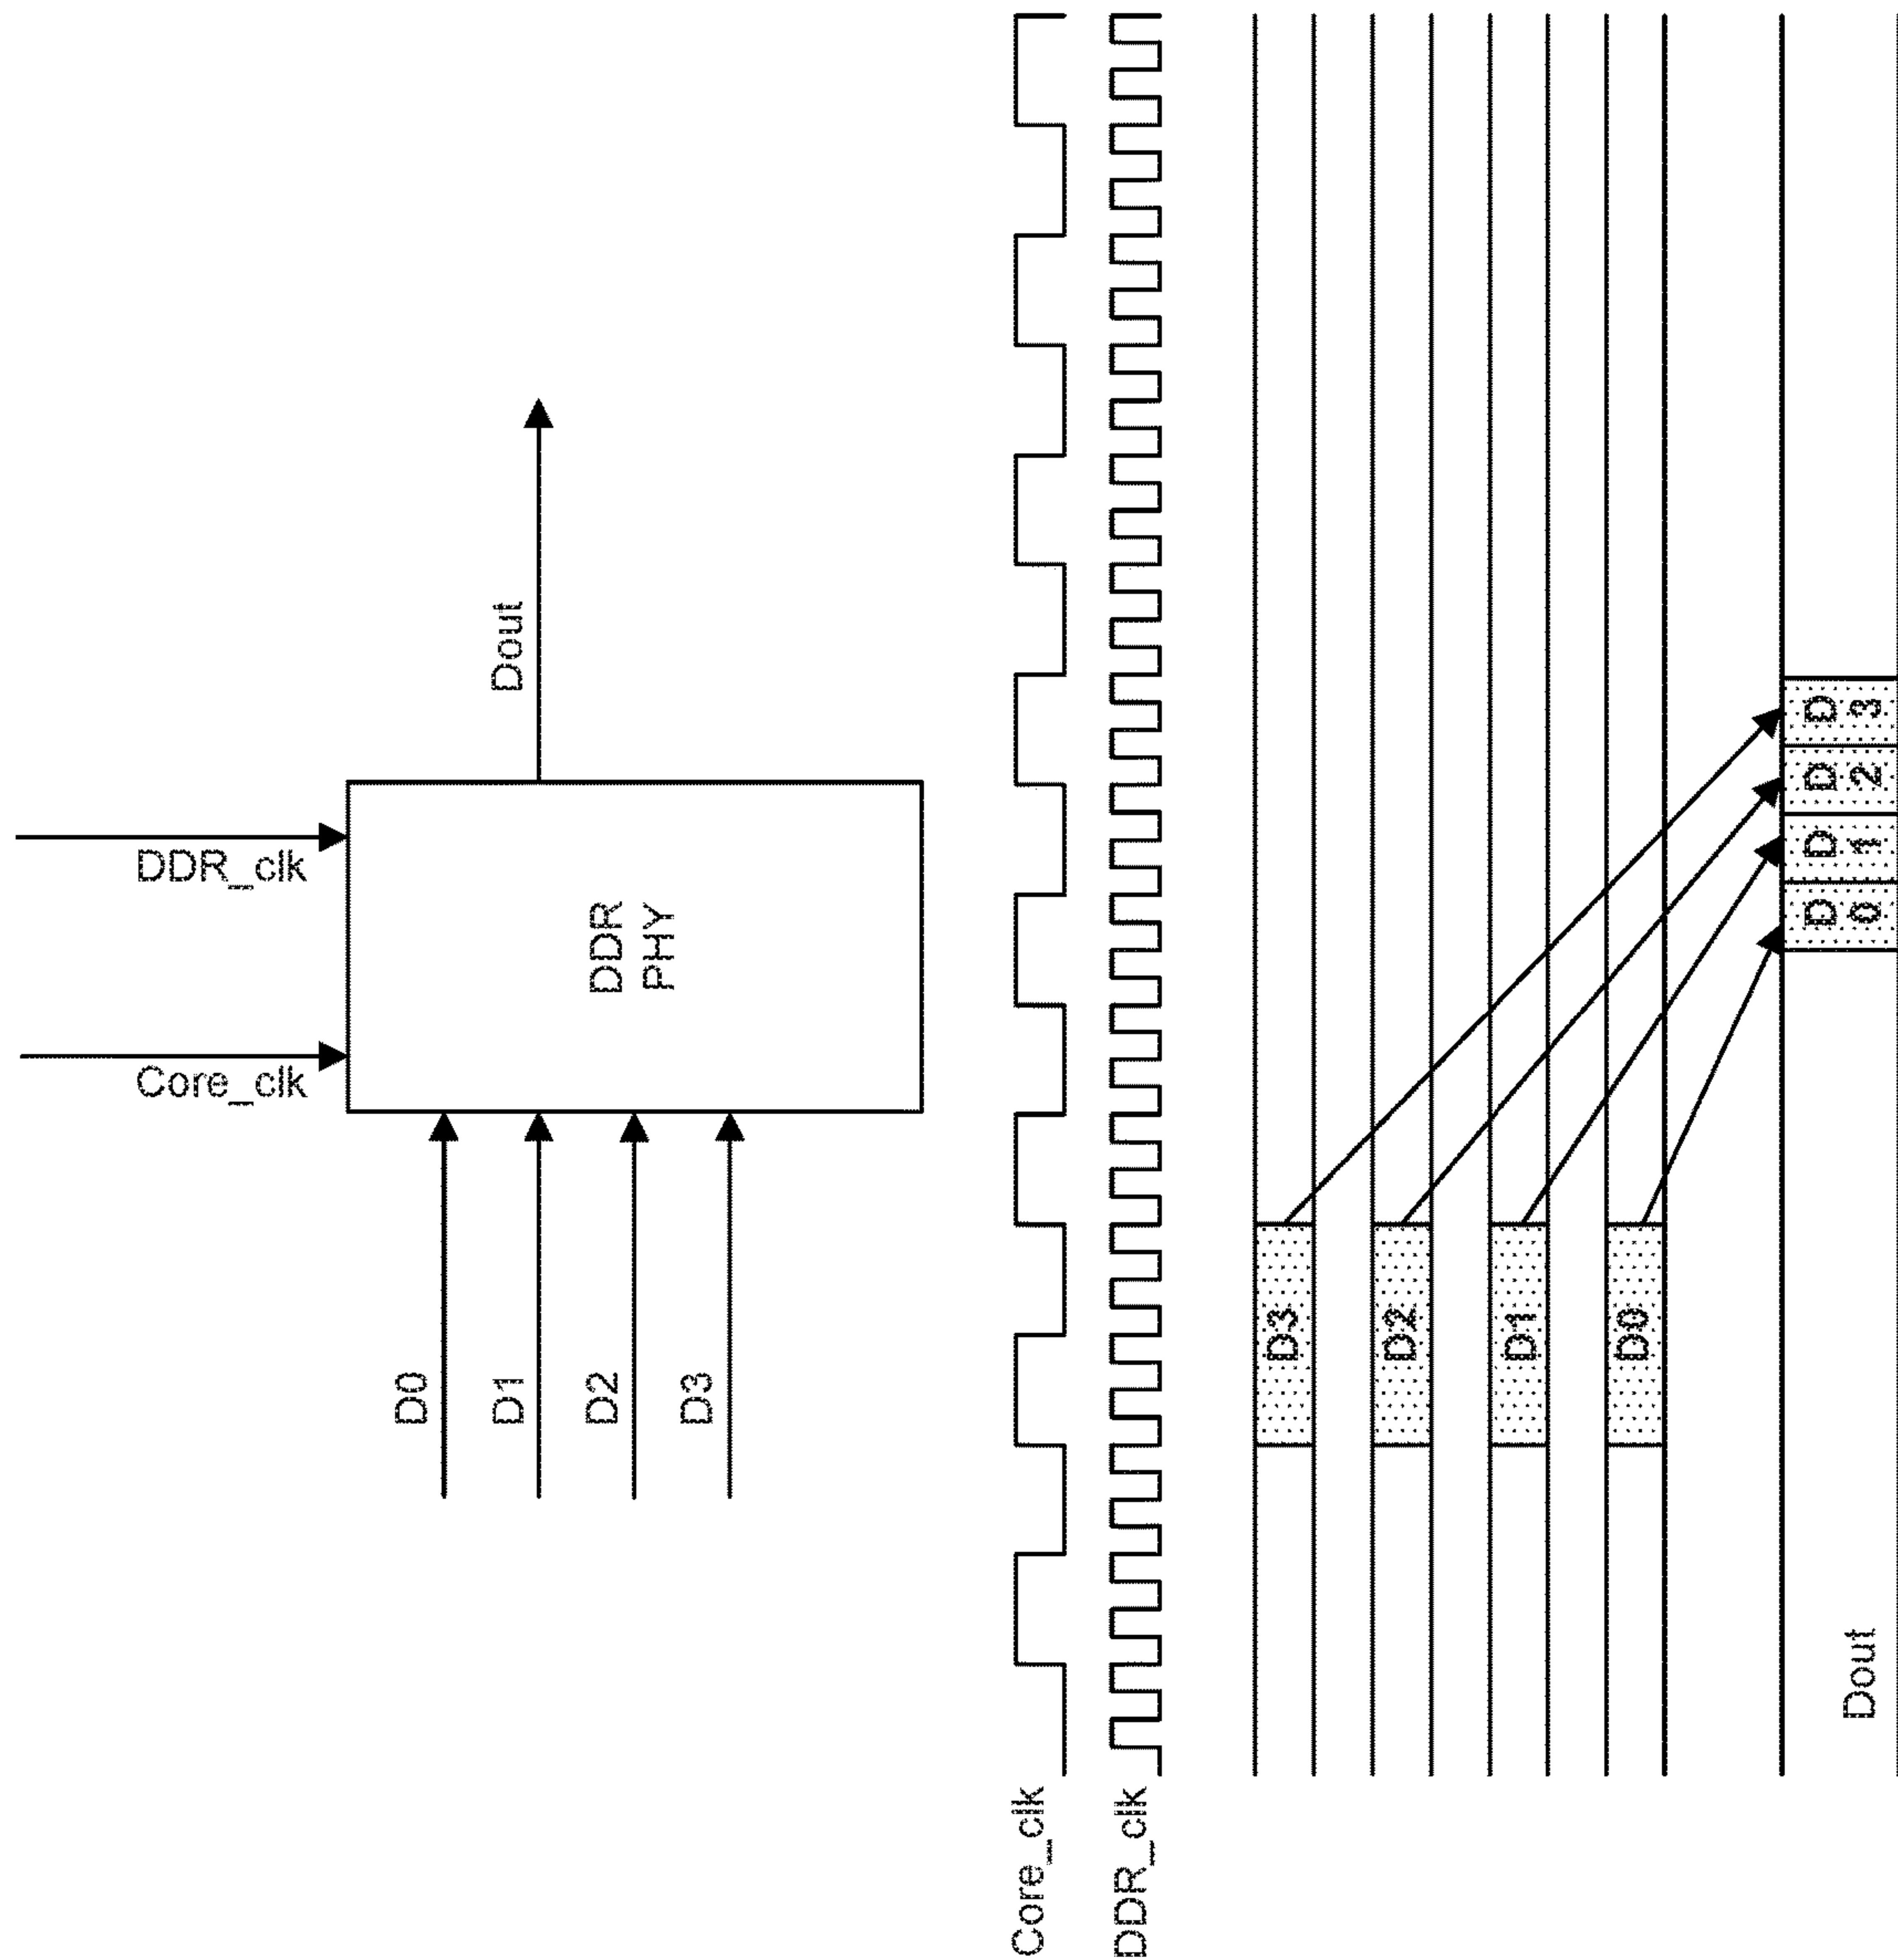 Core_clk
DDR_clk
D0
D1
D2
D3
DDR
PHY
Dout
Core_clk
DDR_clk
D3
D2
D1
D0
Dout
D D D D
0 1 2 3